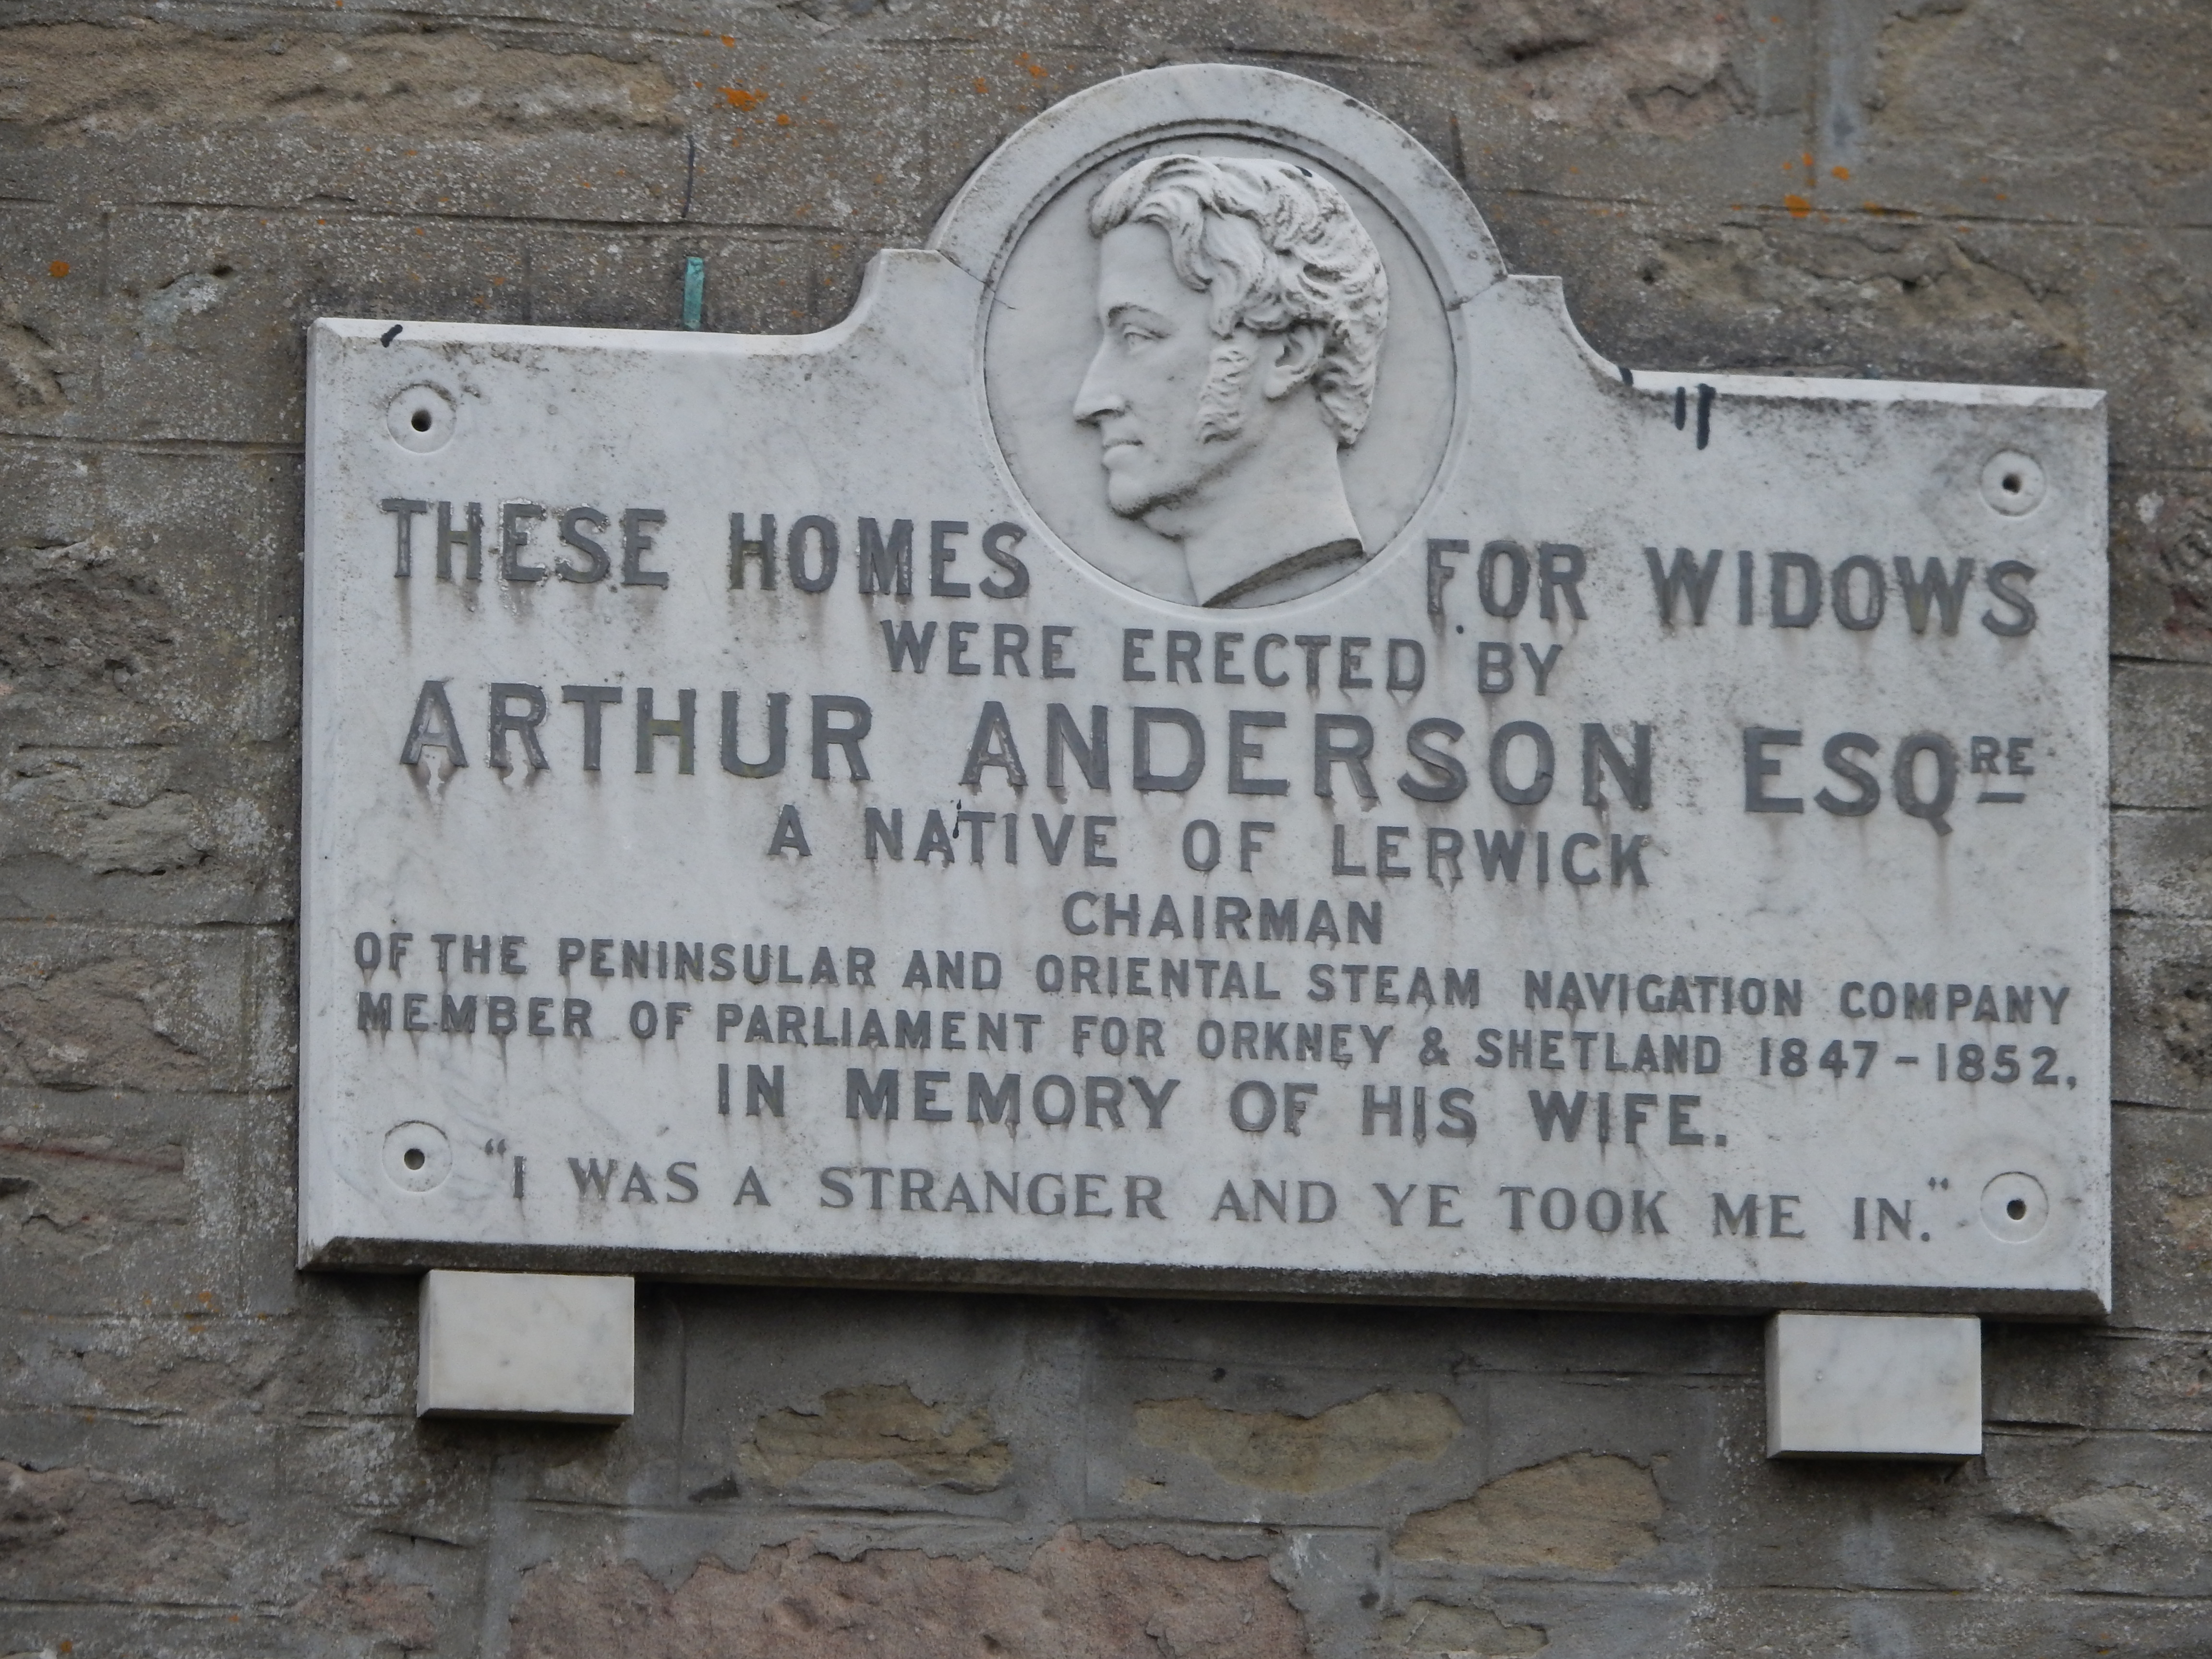 THESE HOMES FOR WIDOWS
WERE ERECTED BY
ARTHUR ANDERSON ESQRE
A NATIVE OF LERWICK
CHAIRMAN
OF THE PENINSULAR AND ORIENTAL STEAM NAVIGATION COMPANY
MEMBER OF PARLIAMENT FOR ORKNEY & SHETLAND 1847-1852,
IN MEMORY OF HIS WIFE.
"I WAS A STRANGER AND YE TOOK ME IN."